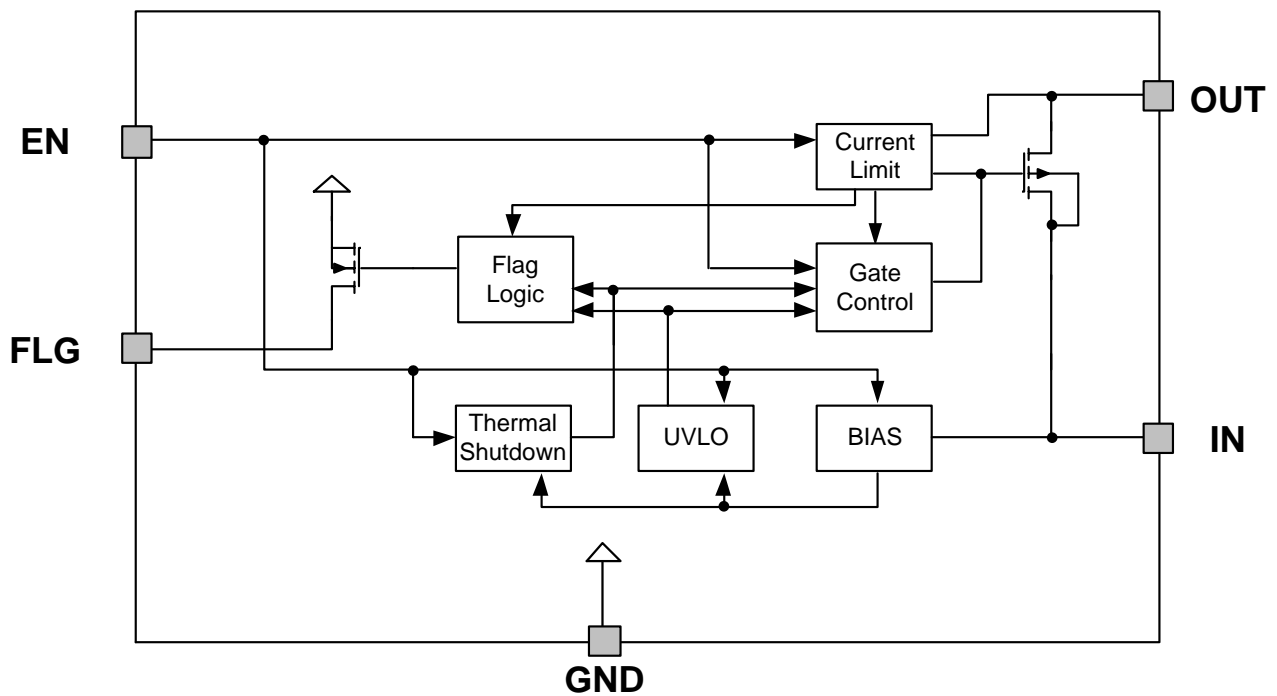 OUT
EN
Current
Limit
Flag
Logic
Gate
Control
FLG
Thermal
Shutdown
UVLO
BIAS
IN
GND